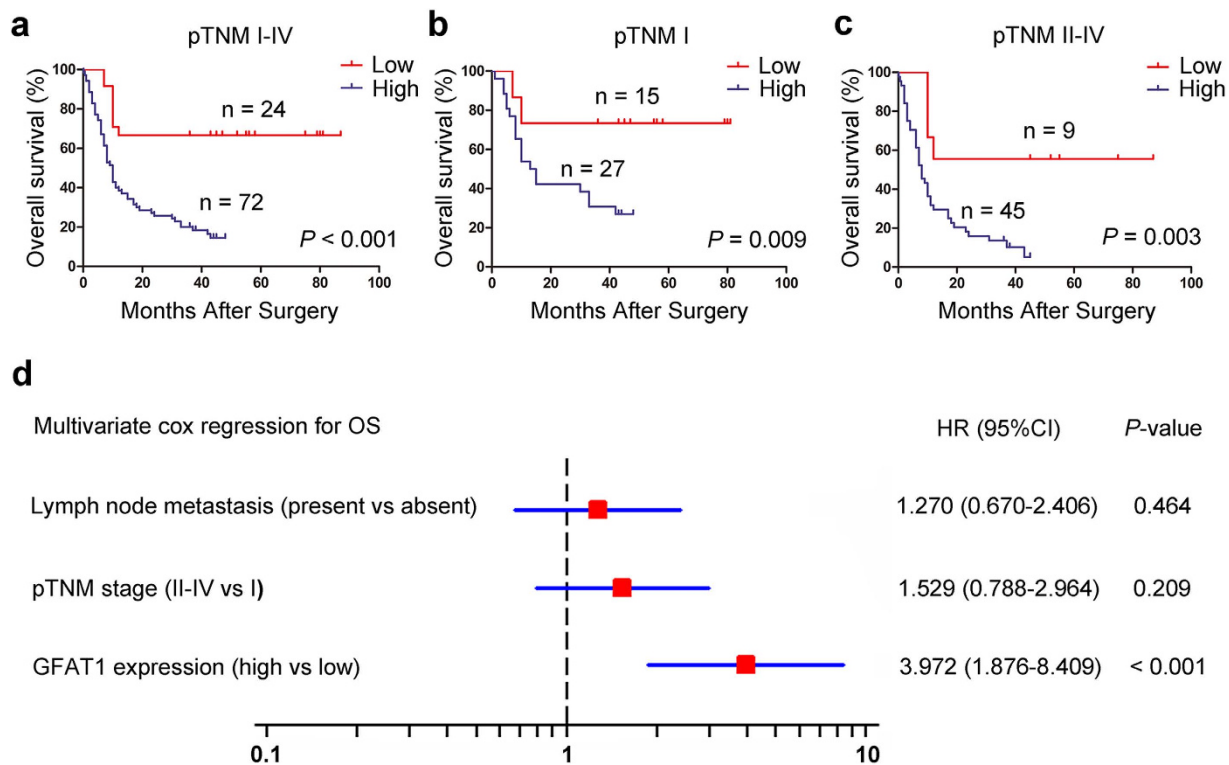 a
pTNM I-IV
Overall survival (%)
100
80
60
40
20
0
0 20 40 60 80 100
Months After Surgery
Low
High
n = 24
n = 72
P < 0.001
b
pTNM I
Overall survival (%)
100
80
60
40
20
0
0 20 40 60 80 100
Months After Surgery
Low
High
n = 15
n = 27
P = 0.009
c
pTNM II-IV
Overall survival (%)
100
80
60
40
20
0
0 20 40 60 80 100
Months After Surgery
Low
High
n = 9
n = 45
P = 0.003
d
Multivariate cox regression for OS HR (95%CI) P-value
Lymph node metastasis (present vs absent) 1.270 (0.670-2.406) 0.464
pTNM stage (II-IV vs I) 1.529 (0.788-2.964) 0.209
GFAT1 expression (high vs low) 3.972 (1.876-8.409) < 0.001
0.1 1 10